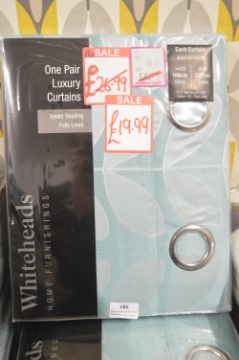 SALE
£26.99
SALE
£19.99
One Pair
Luxury
Curtains
Eyelet Heading
Fully Lined
Each Curtain
Whiteheads
HOME FURNISHINGS